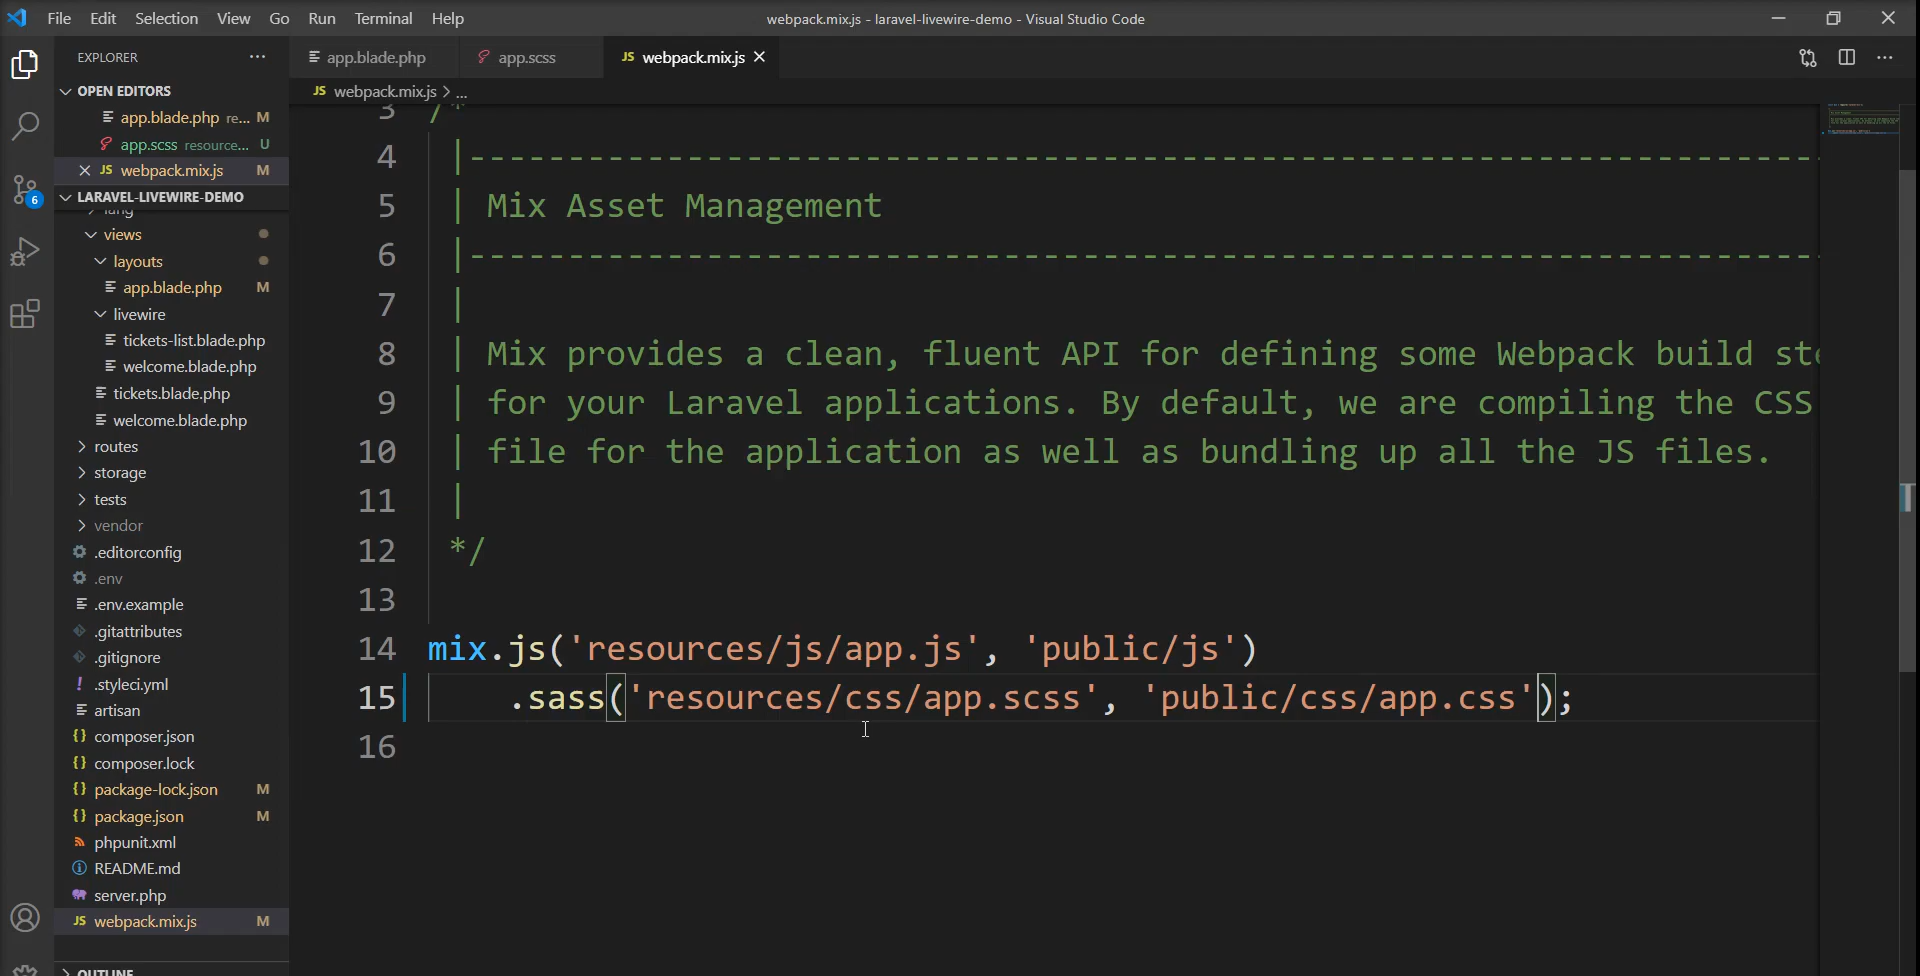 File Edit Selection View Go Run Terminal Help
webpack.mix.js - laravel-livewire-demo - Visual Studio Code
EXPLORER
OPEN EDITORS
app.blade.php re... M
app.scss resource... U
JS webpack.mix.js M
LARAVEL-LIVEWIRE-DEMO
lang
views
layouts
app.blade.php M
livewire
tickets-list.blade.php
welcome.blade.php
tickets.blade.php
welcome.blade.php
routes
storage
tests
vendor
.editorconfig
.env
.env.example
.gitattributes
.gitignore
! .styleci.yml
artisan
{} composer.json
{} composer.lock
{} package-lock.json M
{} package.json M
phpunit.xml
README.md
server.php
JS webpack.mix.js M
OUTLINE
6
app.blade.php
app.scss
JS webpack.mix.js
JS webpack.mix.js > ...
3 /*
4 |--------------------------------------------------------------------
5 | Mix Asset Management
6 |--------------------------------------------------------------------
7 |
8 | Mix provides a clean, fluent API for defining some Webpack build
9 | for your Laravel applications. By default, we are compiling the CSS
10 | file for the application as well as bundling up all the JS files.
11 |
12 */
13
14 mix.js('resources/js/app.js', 'public/js')
15 .sass('resources/css/app.scss', 'public/css/app.css');
16